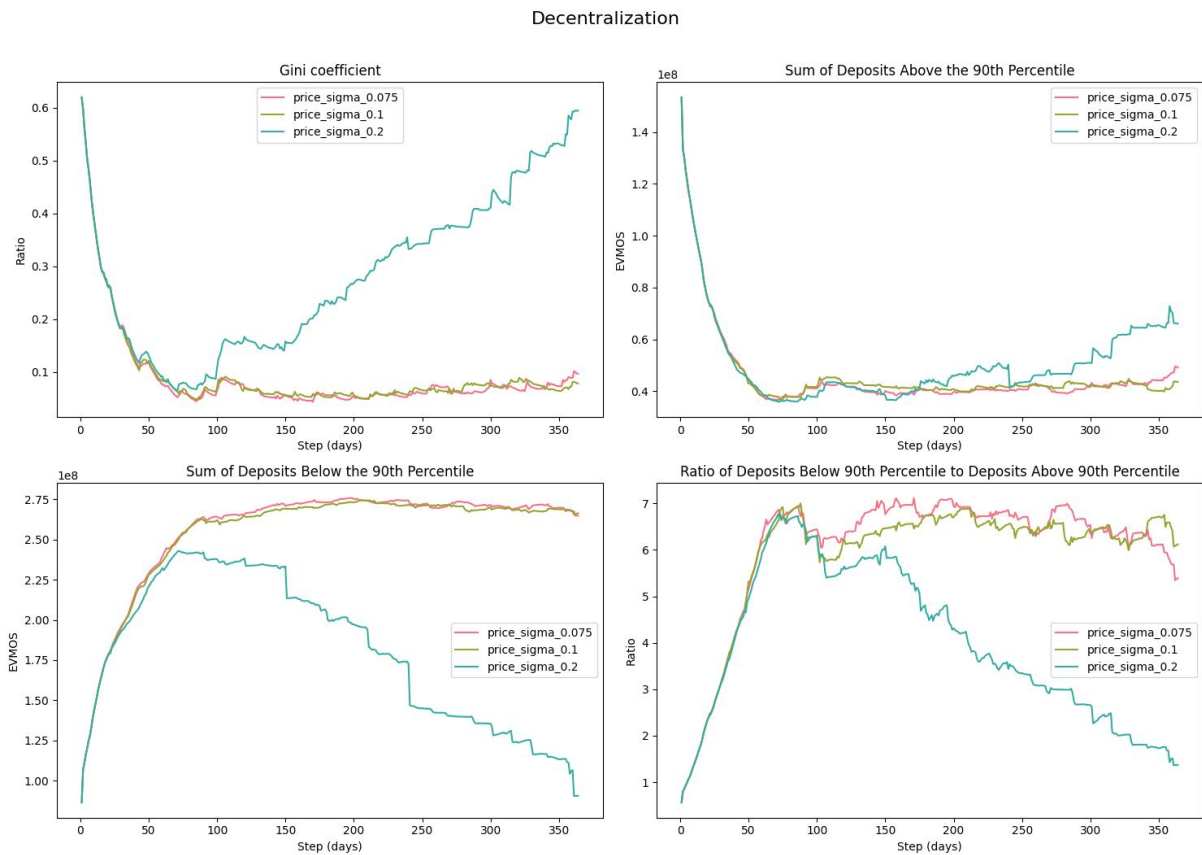 Decentralization
Gini coefficient
Ratio
0.6
0.5
0.4
0.3
0.2
0.1
price_sigma_0.075
price_sigma_0.1
price_sigma_0.2
0 50 100 150 200 250 300 350
Step (days)
Sum of Deposits Above the 90th Percentile
1e8
EVMOS
1.4
1.2
1.0
0.8
0.6
0.4
price_sigma_0.075
price_sigma_0.1
price_sigma_0.2
0 50 100 150 200 250 300 350
Step (days)
Sum of Deposits Below the 90th Percentile
1e8
EVMOS
2.75
2.50
2.25
2.00
1.75
1.50
1.25
1.00
price_sigma_0.075
price_sigma_0.1
price_sigma_0.2
0 50 100 150 200 250 300 350
Step (days)
Ratio of Deposits Below 90th Percentile to Deposits Above 90th Percentile
Ratio
7
6
5
4
3
2
1
price_sigma_0.075
price_sigma_0.1
price_sigma_0.2
0 50 100 150 200 250 300 350
Step (days)